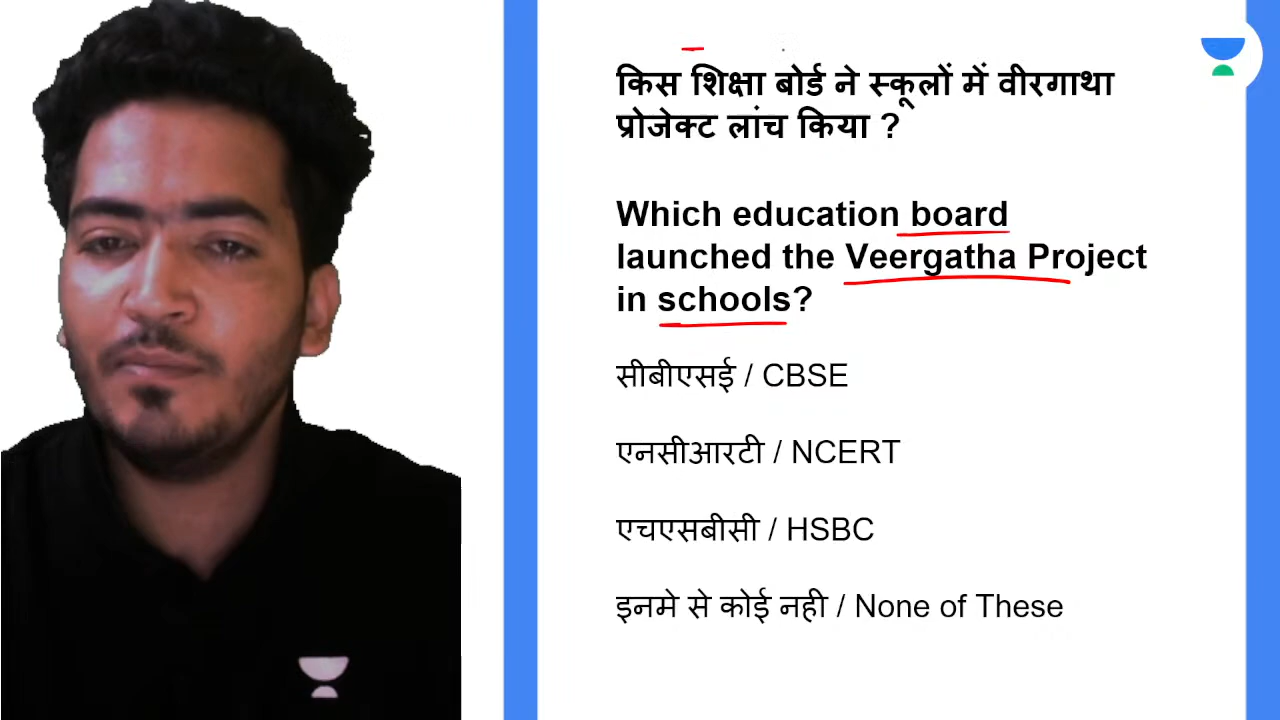 किस शिक्षा बोर्ड ने स्कूलों में वीरगाथा
प्रोजेक्ट लांच किया ?
Which education board
launched the Veergatha Project
in schools?
सीबीएसई / CBSE
एनसीआरटी / NCERT
एचएसबीसी / HSBC
इनमे से कोई नही / None of These